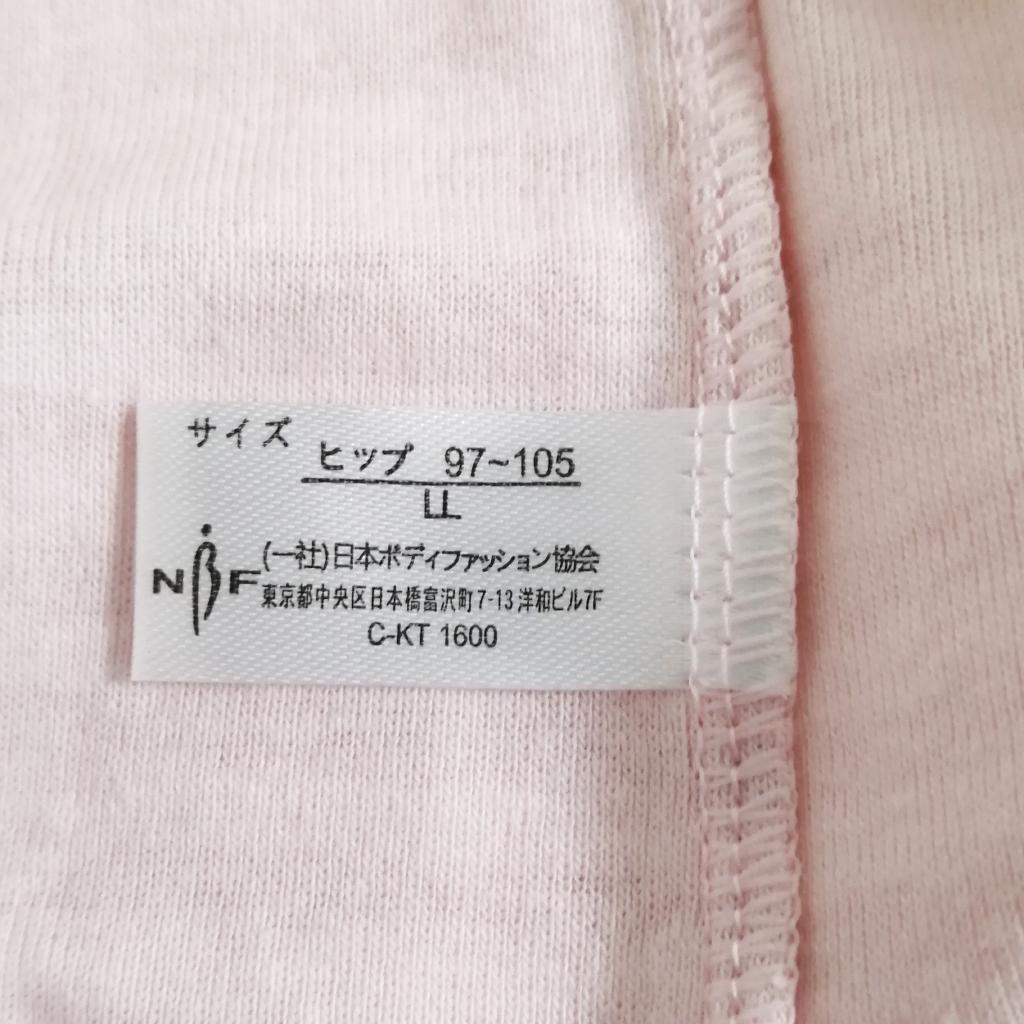 サイズ ヒップ 97~105
LL
NBF (一社)日本ボディファッション協会
東京都中央区日本橋富沢町7-13洋和ビル7F
C-KT 1600